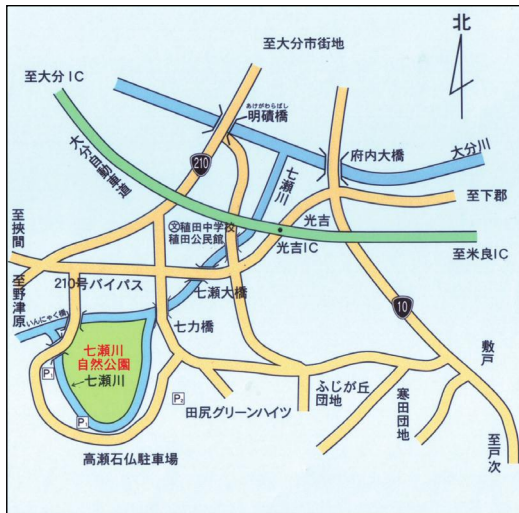 北
至大分市街地
至大分IC
あけがわらばし
明磧橋
210
府内大橋
大分川
大分自動車道
七瀬川
至下郡
文
稙田中学校
稙田公民館
光吉
光吉IC
至米良IC
至挾間
210号バイパス
七瀬大橋
至野津原
いんにゃく橋
七力橋
10
七瀬川
自然公園
七瀬川
敷戸
P
P
P
ふじが丘
団地
寒田団地
田尻グリーンハイツ
至戸次
高瀬石仏駐車場